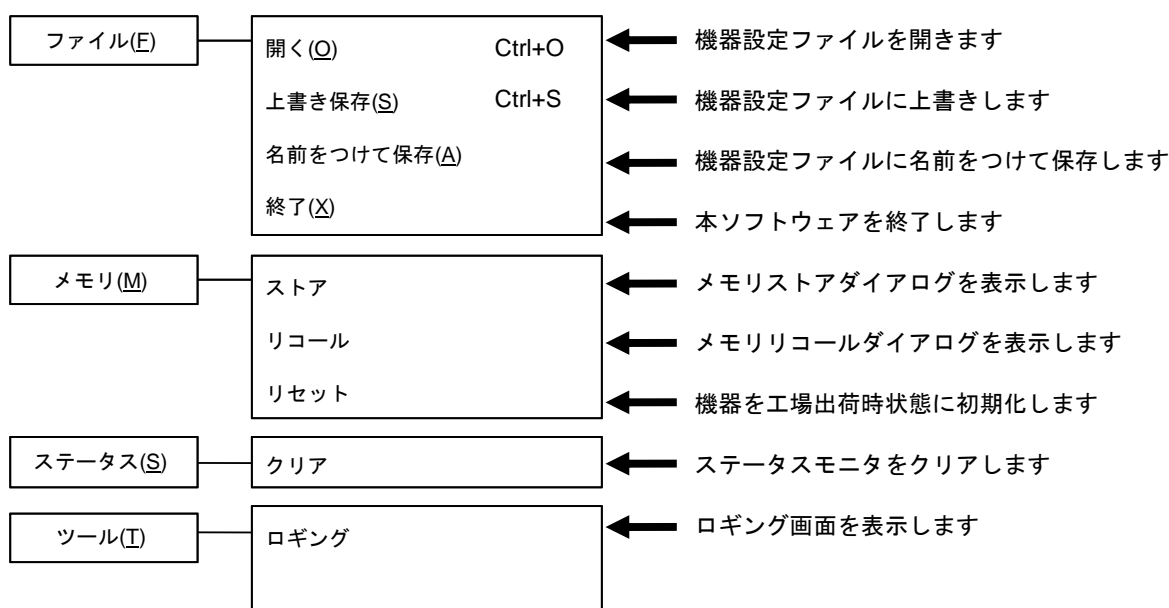 ファイル(F)
開く(O) Ctrl+O 機器設定ファイルを開きます
上書き保存(S) Ctrl+S 機器設定ファイルに上書きします
名前をつけて保存(A) 機器設定ファイルに名前をつけて保存します
終了(X) 本ソフトウェアを終了します
メモリ(M)
ストア メモリストアダイアログを表示します
リコール メモリリコールダイアログを表示します
リセット 機器を工場出荷時状態に初期化します
ステータス(S)
クリア ステータスモニタをクリアします
ツール(T)
ロギング ロギング画面を表示します